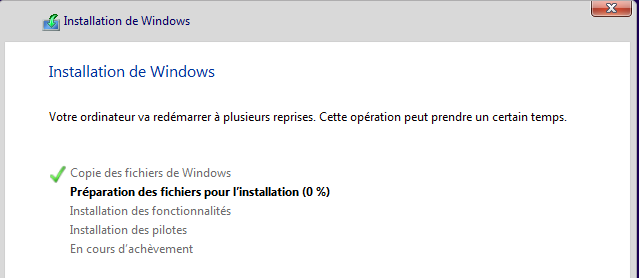 Installation de Windows
Installation de Windows
Votre ordinateur va redémarrer à plusieurs reprises. Cette opération peut prendre un certain temps.
Copie des fichiers de Windows
Préparation des fichiers pour l'installation (0 %)
Installation des fonctionnalités
Installation des pilotes
En cours d'achèvement